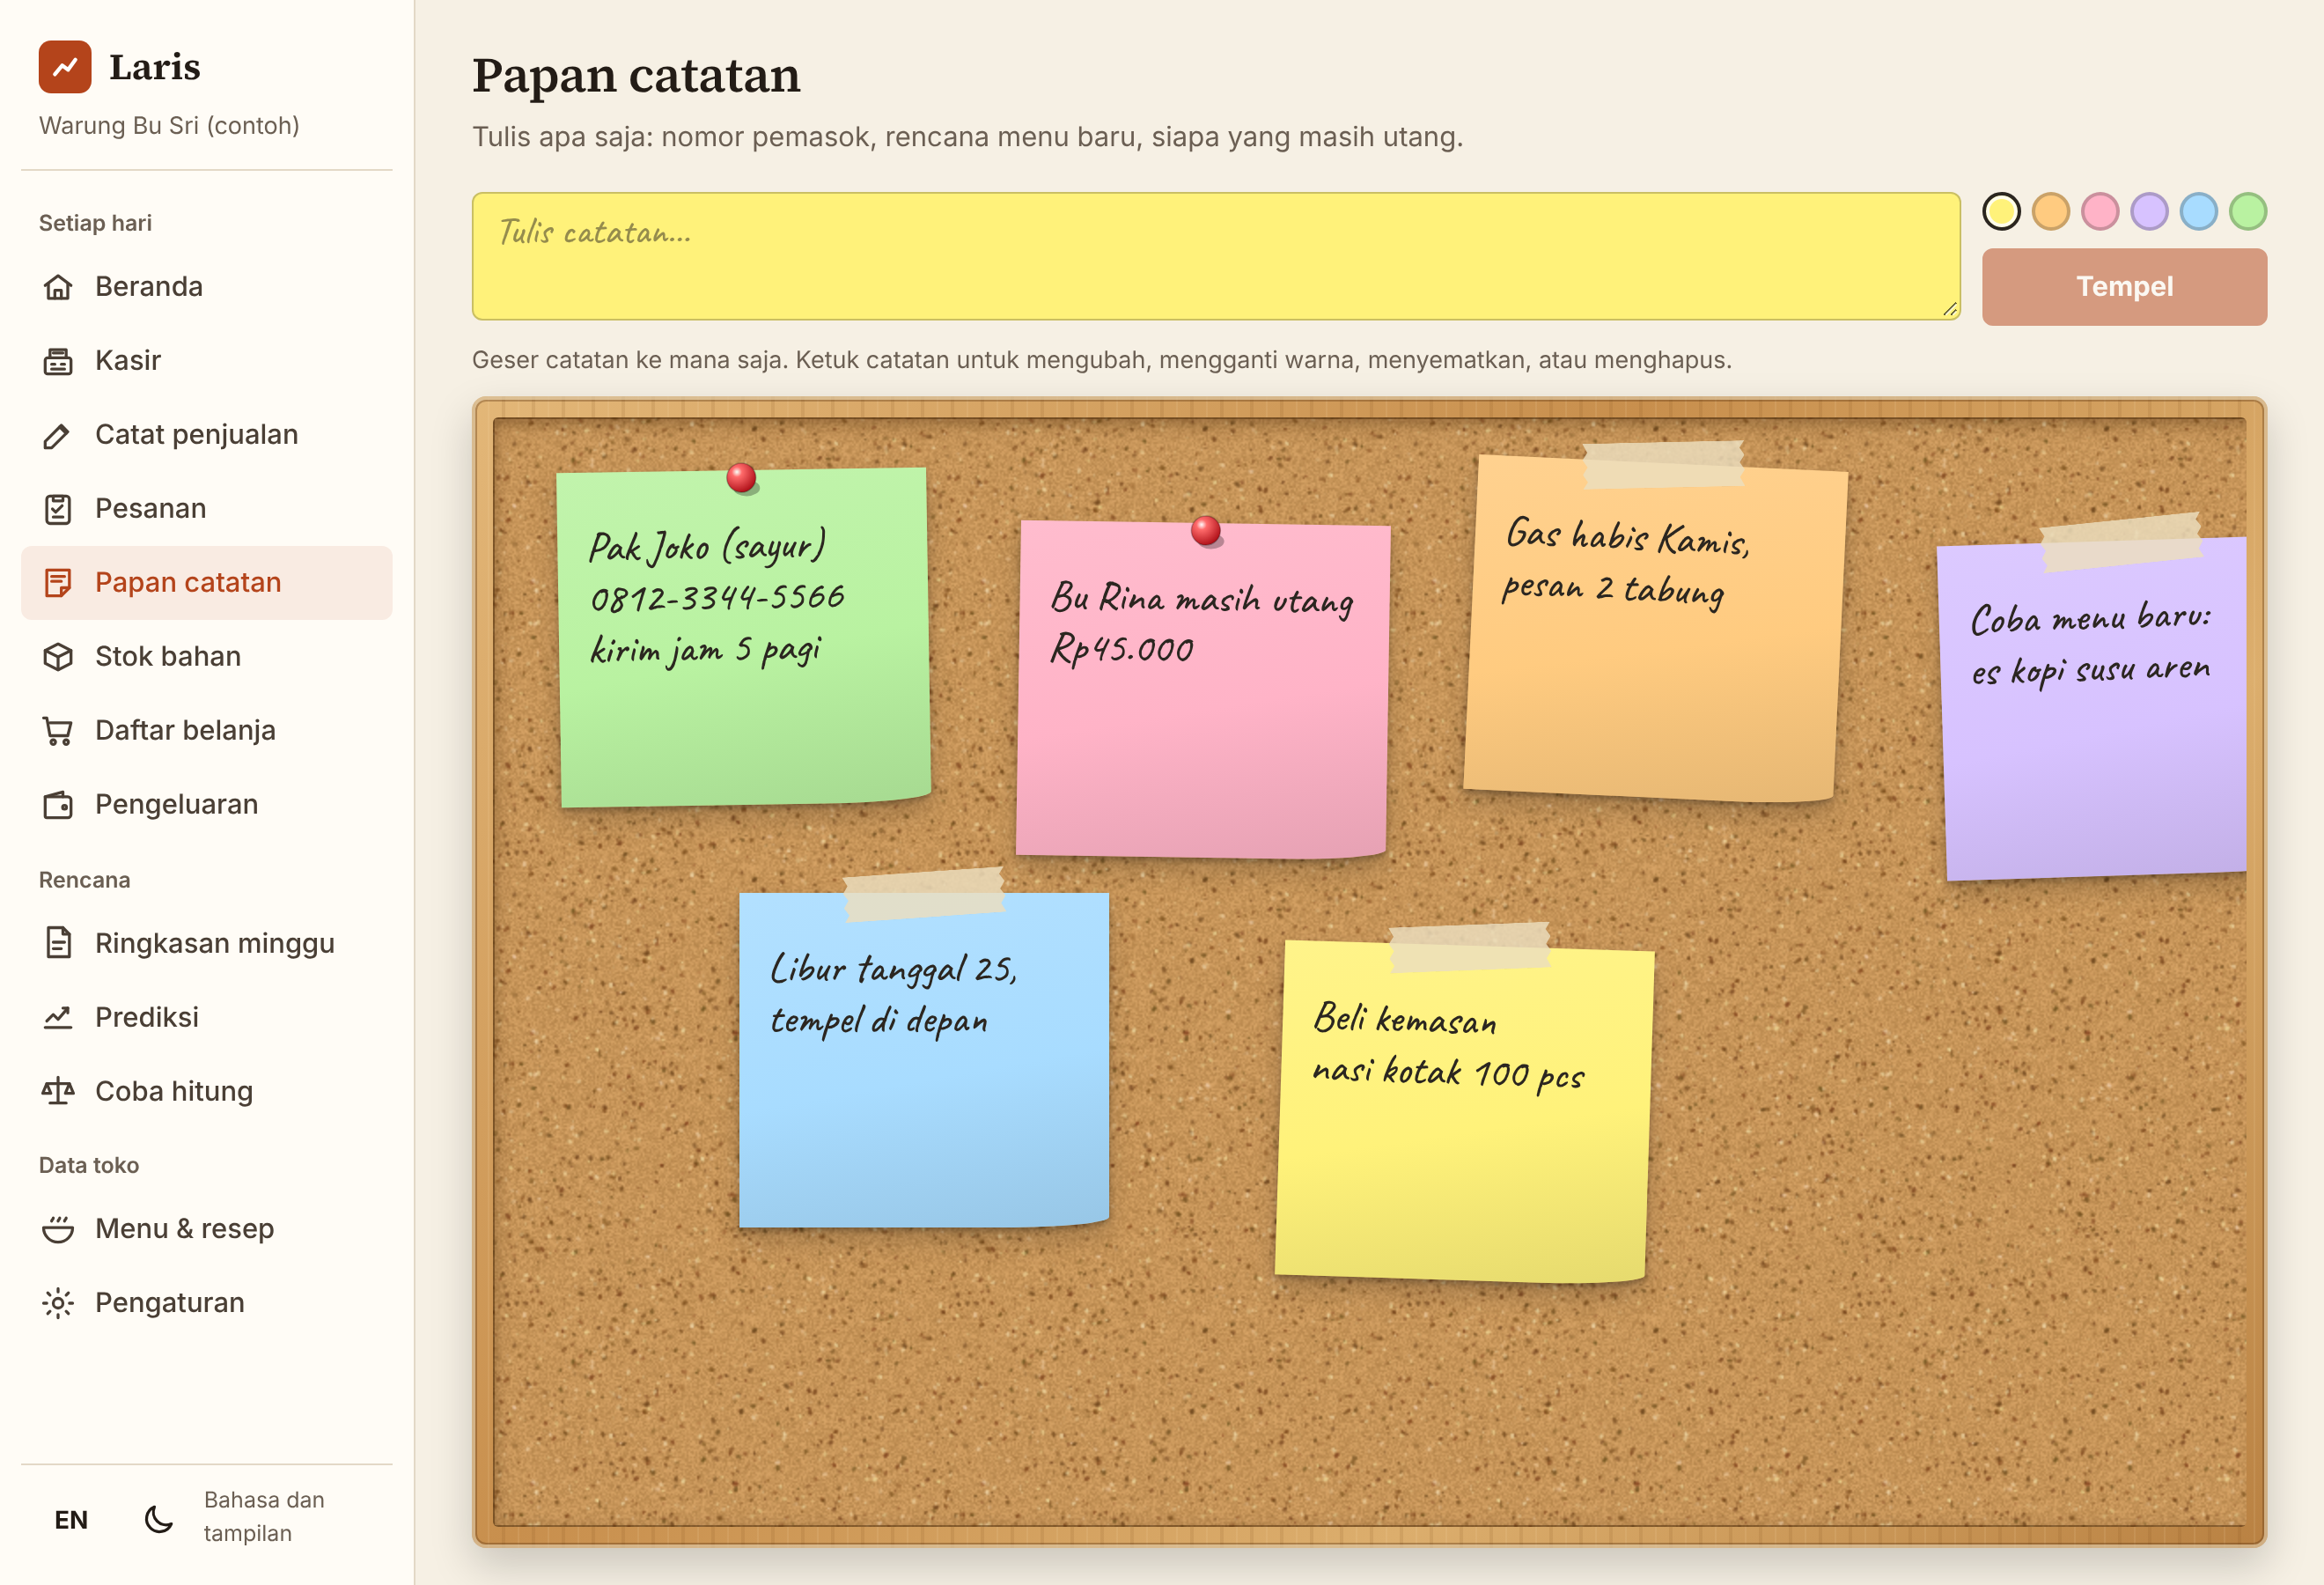 Laris
Warung Bu Sri (contoh)
Setiap hari
Beranda
Kasir
Catat penjualan
Pesanan
Papan catatan
Stok bahan
Daftar belanja
Pengeluaran
Rencana
Ringkasan minggu
Prediksi
Coba hitung
Data toko
Menu & resep
Pengaturan
EN
Bahasa dan
tampilan
Papan catatan
Tulis apa saja: nomor pemasok, rencana menu baru, siapa yang masih utang.
Tulis catatan...
Tempel
Geser catatan ke mana saja. Ketuk catatan untuk mengubah, mengganti warna, menyematkan, atau menghapus.
Pak Joko (sayur)
0812-3344-5566
kirim jam 5 pagi
Bu Rina masih utang
Rp45.000
Gas habis Kamis,
pesan 2 tabung
Coba menu baru:
es kopi susu aren
Libur tanggal 25,
tempel di depan
Beli kemasan
nasi kotak 100 pcs